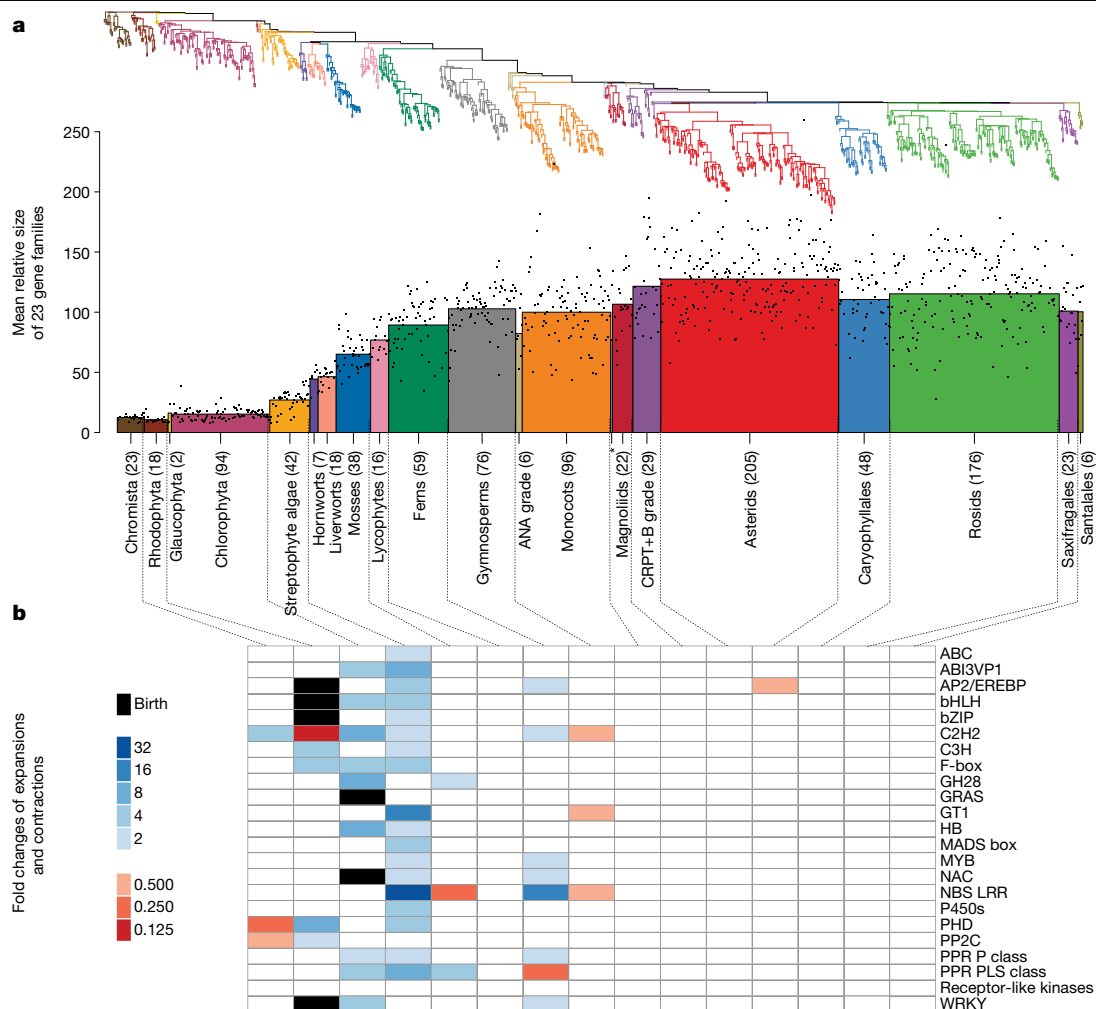 a
250
200
150
100
50
0
Mean relative size
of 23 gene families
*
Chromista (23)
Rhodophyta (18)
Glaucophyta (2)
Chlorophyta (94)
Streptophyte algae (42)
Hornworts (7)
Liverworts (18)
Mosses (38)
Lycophytes (16)
Ferns (59)
Gymnosperms (76)
ANA grade (6)
Monocots (96)
Magnoliids (22)
CRPT+B grade (29)
Asterids (205)
Caryophyllales (48)
Rosids (176)
Saxifragales (23)
Santalales (6)
b
Fold changes of expansions
and contractions
Birth
32
16
8
4
2
0.500
0.250
0.125
ABC
ABI3VP1
AP2/EREBP
bHLH
bZIP
C2H2
C3H
F-box
GH28
GRAS
GT1
HB
MADS box
MYB
NAC
NBS LRR
P450s
PHD
PP2C
PPR P class
PPR PLS class
Receptor-like kinases
WRKY